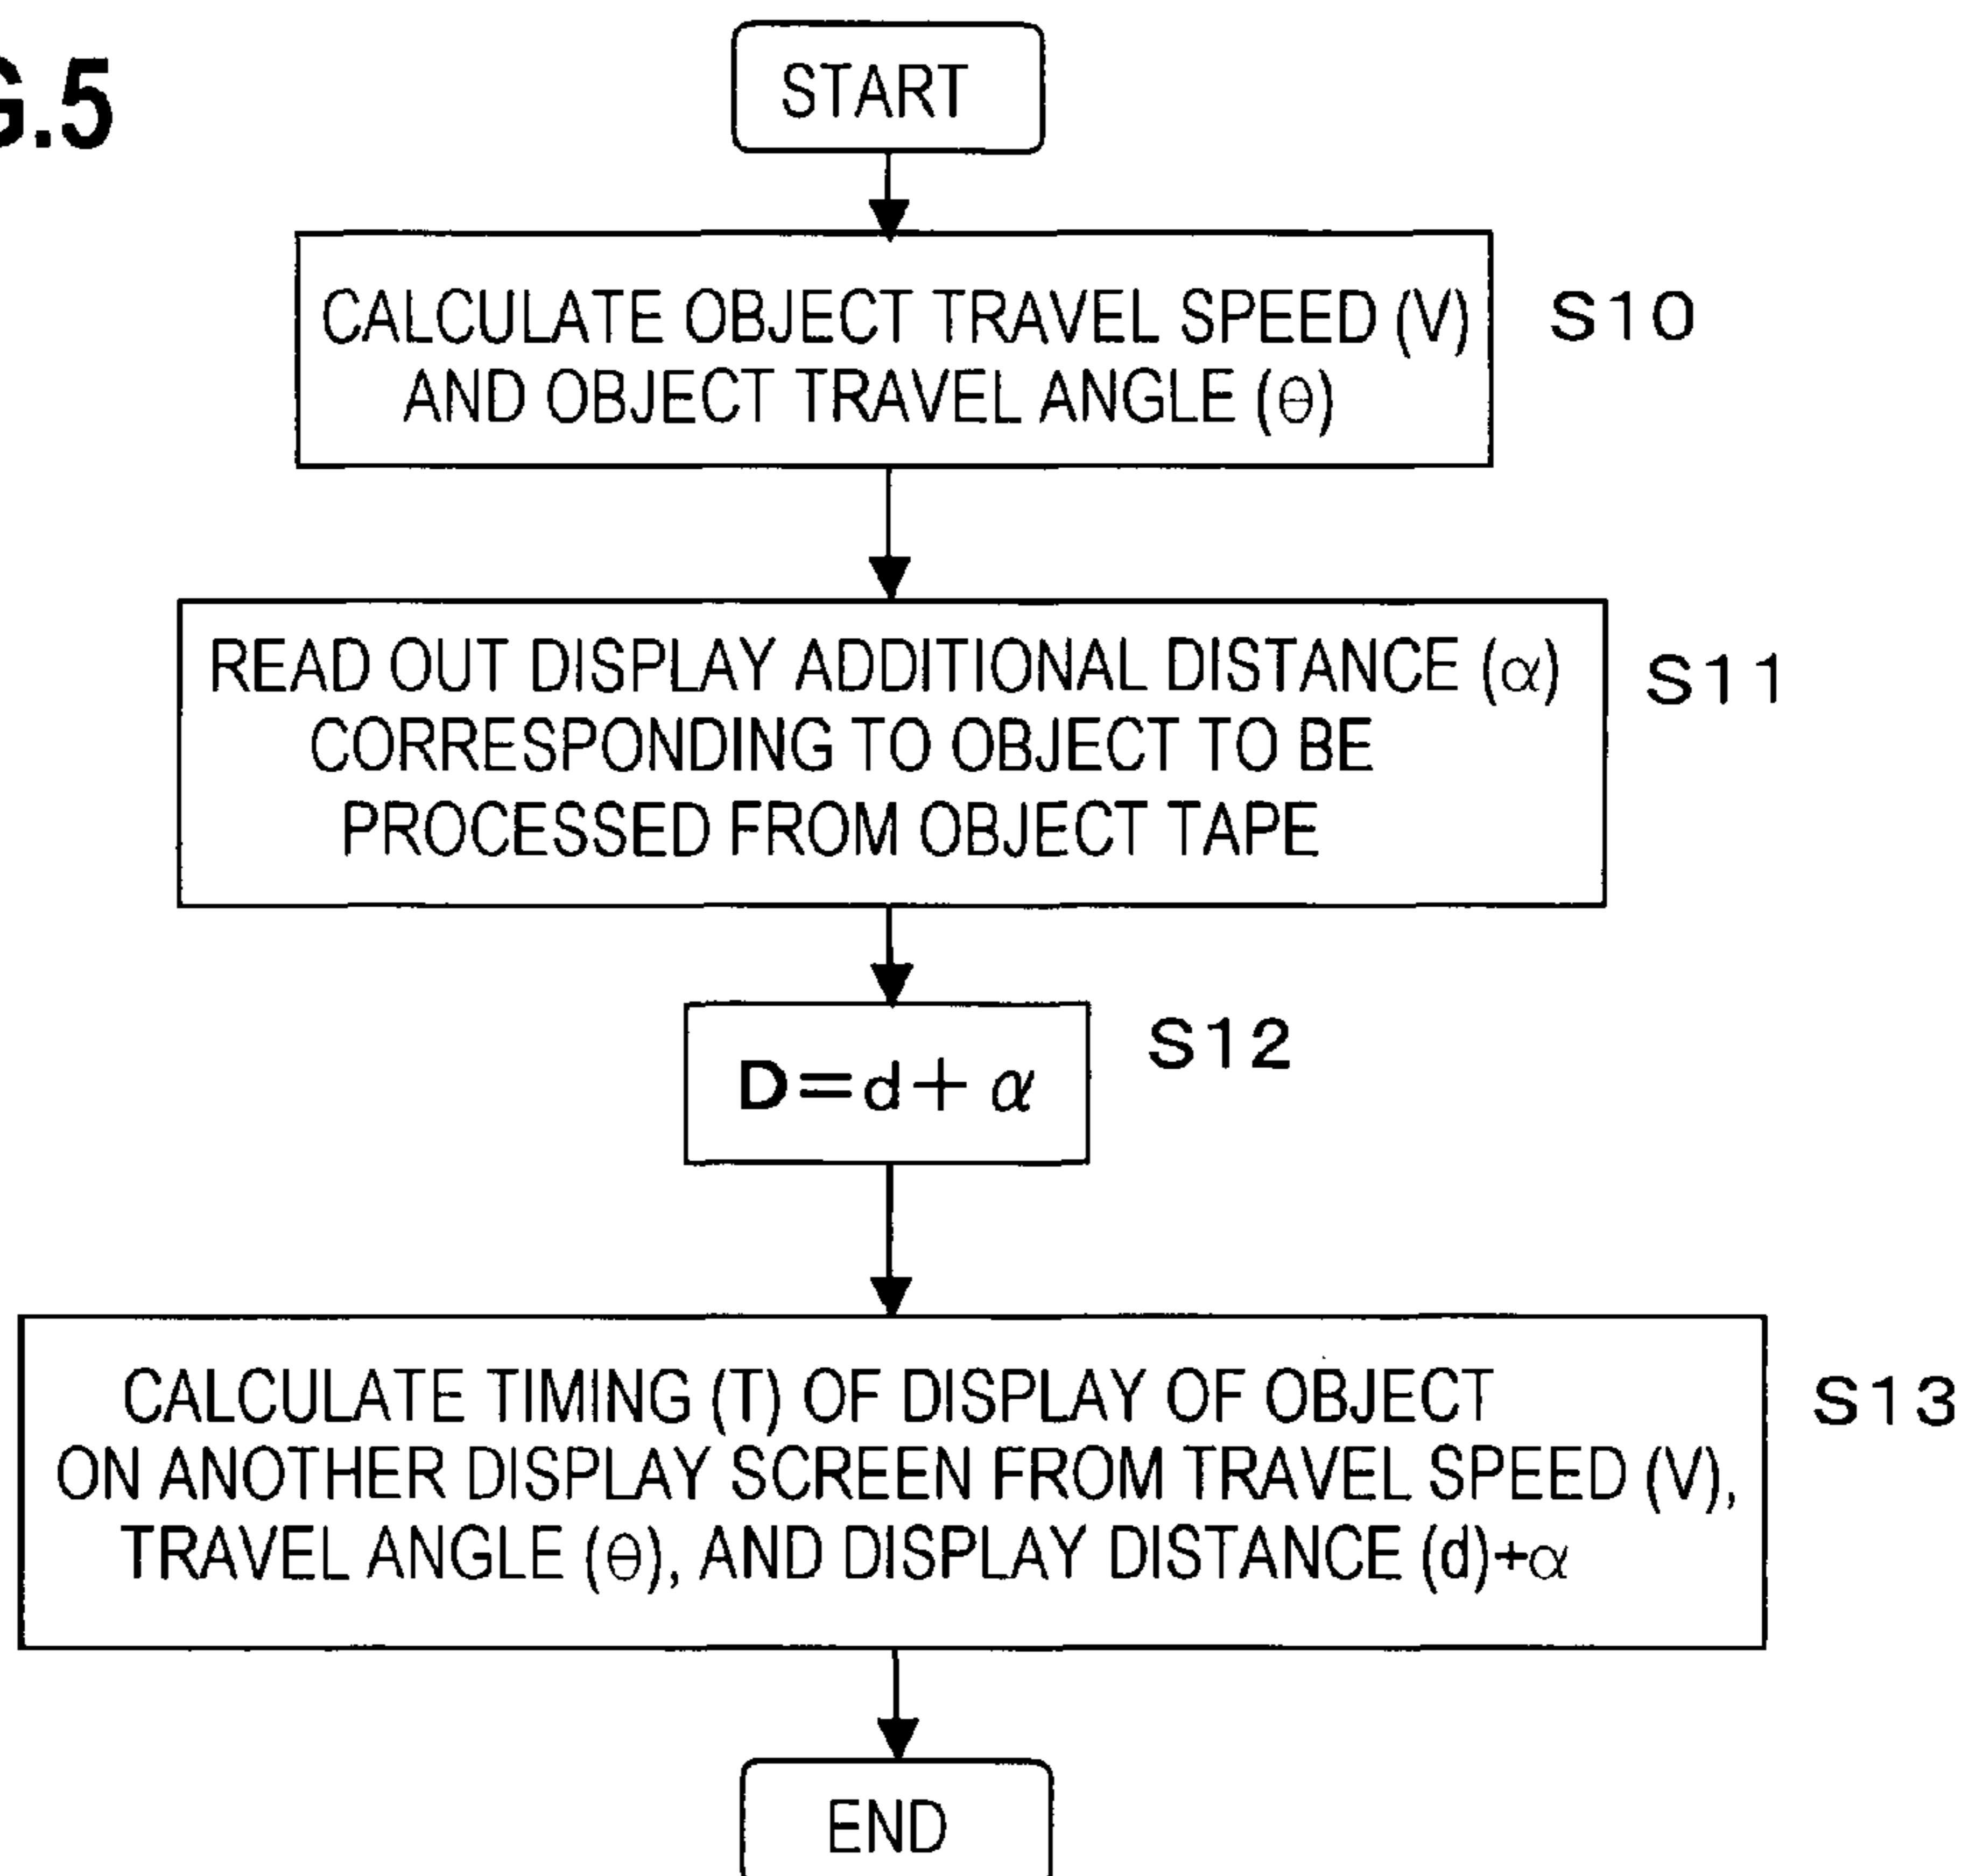 G.5
START
CALCULATE OBJECT TRAVEL SPEED (V)
AND OBJECT TRAVEL ANGLE (θ)
S10
READ OUT DISPLAY ADDITIONAL DISTANCE (α)
CORRESPONDING TO OBJECT TO BE
PROCESSED FROM OBJECT TAPE
S11
D=d+ α
S12
CALCULATE TIMING (T) OF DISPLAY OF OBJECT
ON ANOTHER DISPLAY SCREEN FROM TRAVEL SPEED (V),
TRAVEL ANGLE (θ), AND DISPLAY DISTANCE (d)+α
S13
END